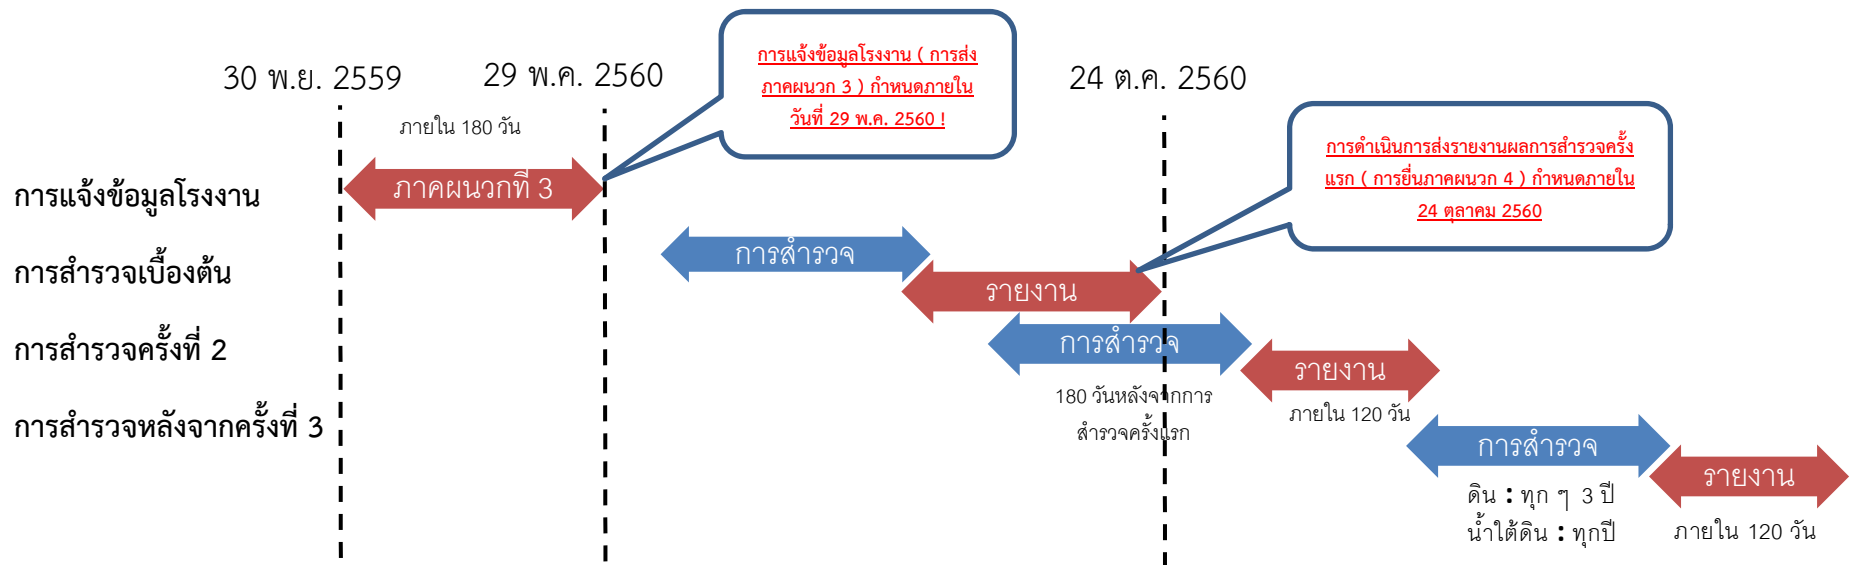 30 พ.ย. 2559
29 พ.ค. 2560
24 ต.ค. 2560
การแจ้งข้อมูลโรงงาน ( การส่ง
ภาคผนวก 3 ) กำหนดภายใน
วันที่ 29 พ.ค. 2560 !
ภายใน 180 วัน
การดำเนินการส่งรายงานผลการสำรวจครั้ง
แรก ( การยื่นภาคผนวก 4 ) กำหนดภายใน
24 ตุลาคม 2560
การแจ้งข้อมูลโรงงาน
ภาคผนวกที่ 3
การสำรวจเบื้องต้น
การสำรวจ
รายงาน
การสำรวจครั้งที่ 2
การสำรวจ
รายงาน
180 วันหลังจากการ
สำรวจครั้งแรก
ภายใน 120 วัน
การสำรวจหลังจากครั้งที่ 3
การสำรวจ
รายงาน
ดิน : ทุก ๆ 3 ปี
น้ำใต้ดิน : ทุกปี
ภายใน 120 วัน